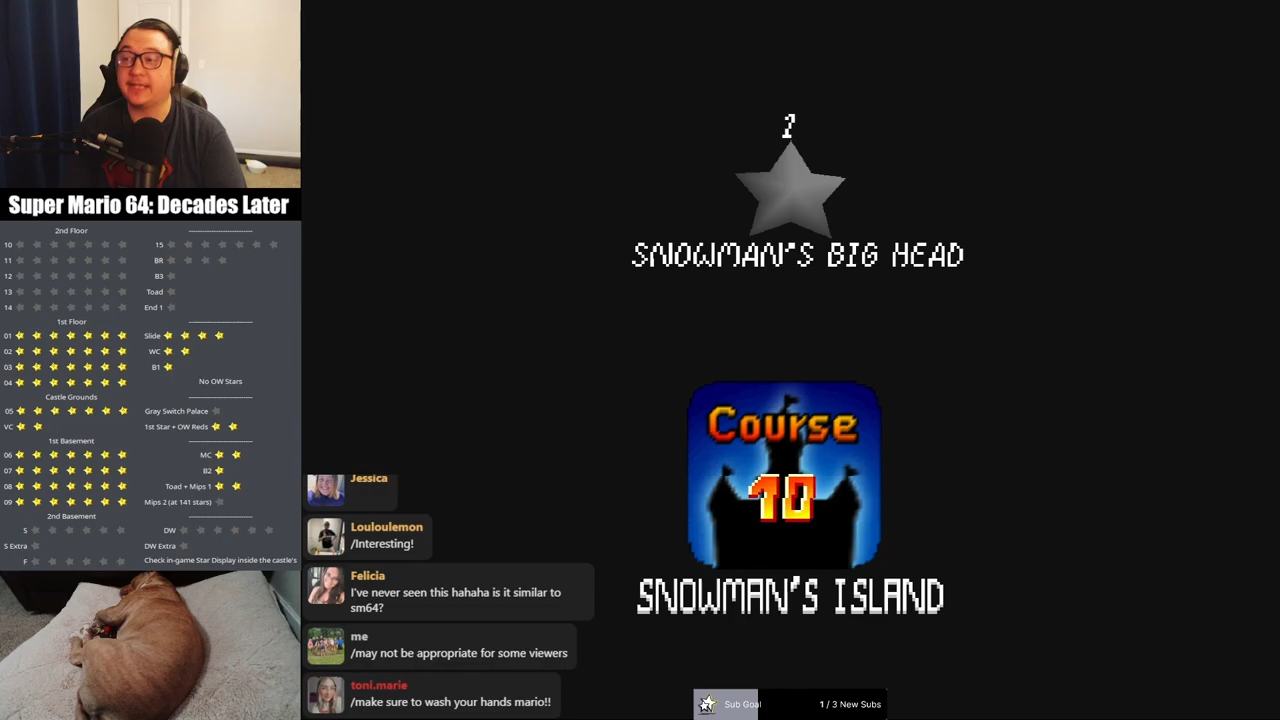 Super Mario 64: Decades Later
2nd Floor
10
11
12
13
14
15
BR
B3
Toad
End 1
1st Floor
01
02
03
04
Slide
WC
B1
No OW Stars
Castle Grounds
05
VC
Gray Switch Palace
1st Star + OW Reds
1st Basement
06
07
08
09
MC
B2
Toad + Mips 1
Mips 2 (at 141 stars)
2nd Basement
S
S Extra
F
DW
DW Extra
Check in-game Star Display inside the castle's
?
SNOWMAN'S BIG HEAD
Course
10
SNOWMAN'S ISLAND
Jessica
Louloulemon
/Interesting!
Felicia
I've never seen this hahaha is it similar to
sm64?
me
/may not be appropriate for some viewers
toni.marie
/make sure to wash your hands mario!!
Sub Goal
1 / 3 New Subs